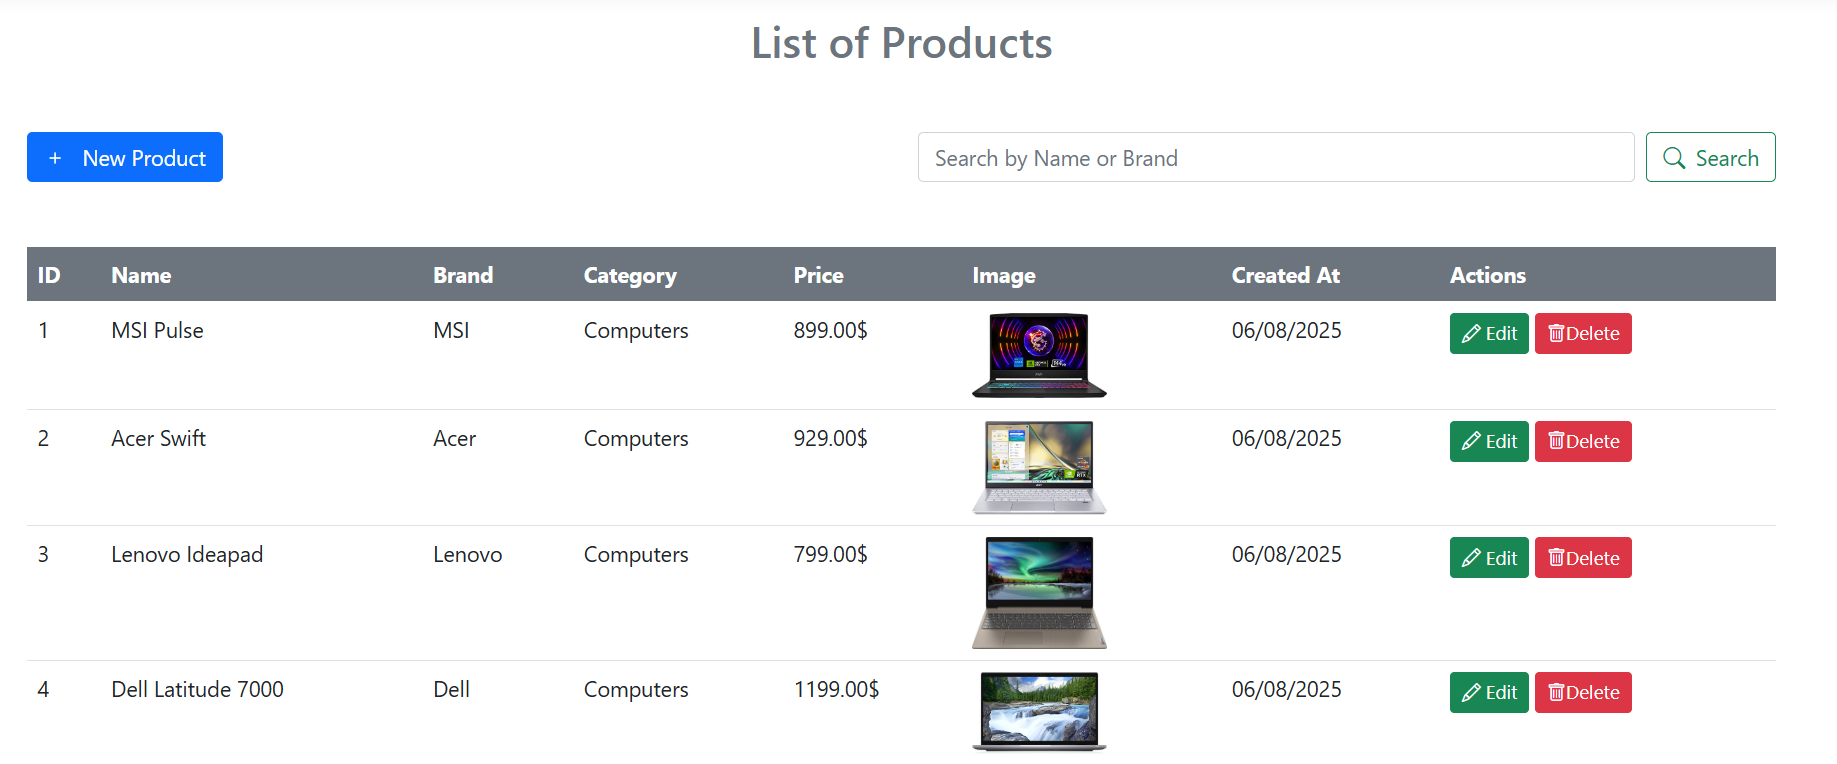 List of Products
+ New Product
Search by Name or Brand
Search
ID Name Brand Category Price Image Created At Actions
1 MSI Pulse MSI Computers 899.00$ 06/08/2025 Edit Delete
2 Acer Swift Acer Computers 929.00$ 06/08/2025 Edit Delete
3 Lenovo Ideapad Lenovo Computers 799.00$ 06/08/2025 Edit Delete
4 Dell Latitude 7000 Dell Computers 1199.00$ 06/08/2025 Edit Delete